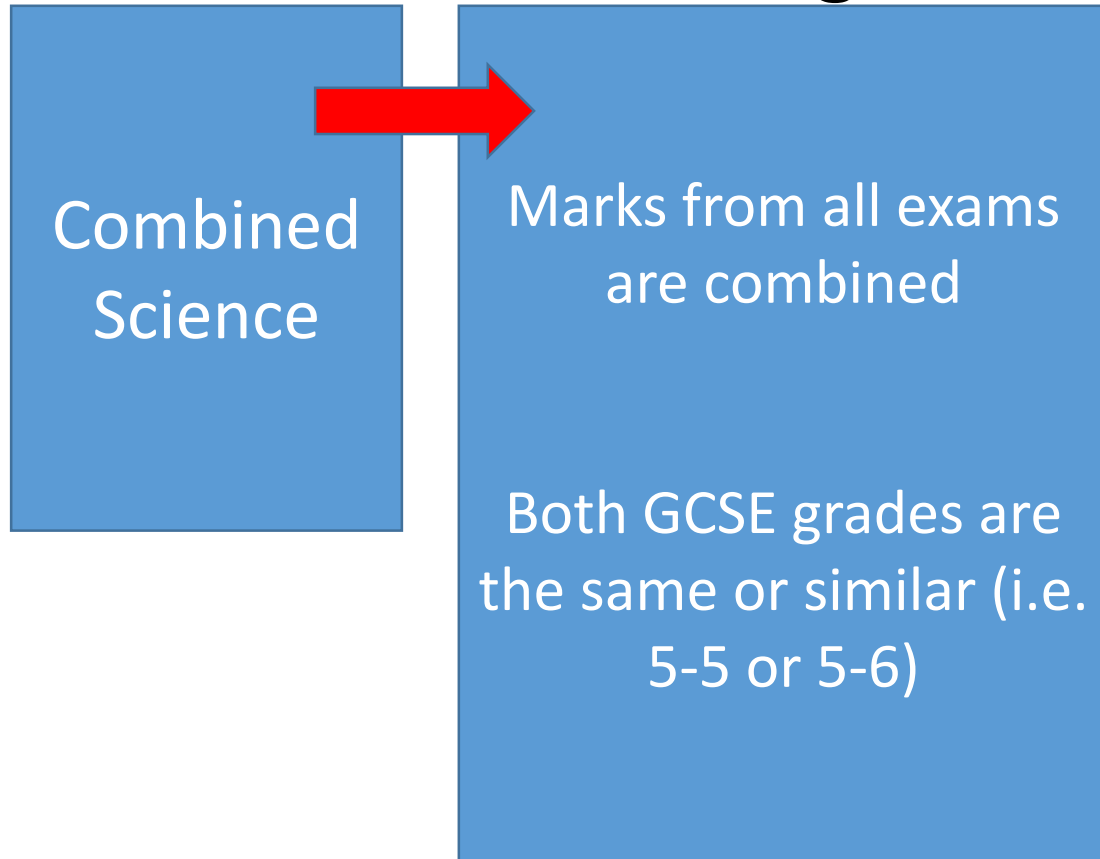 Combined
Science
Marks from all exams
are combined
Both GCSE grades are
the same or similar (i.e.
5-5 or 5-6)